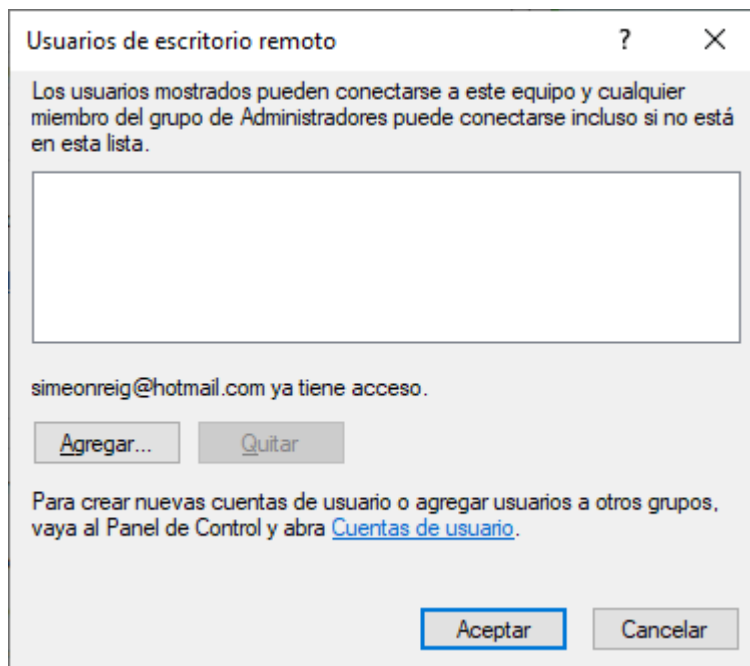 Usuarios de escritorio remoto
Los usuarios mostrados pueden conectarse a este equipo y cualquier
miembro del grupo de Administradores puede conectarse incluso si no está
en esta lista.
simeonreig@hotmail.com ya tiene acceso.
Agregar...
Quitar
Para crear nuevas cuentas de usuario o agregar usuarios a otros grupos,
vaya al Panel de Control y abra Cuentas de usuario.
Aceptar
Cancelar